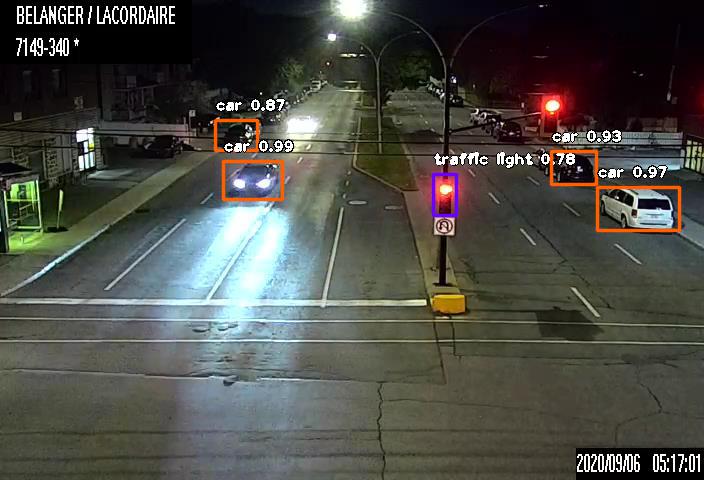 BELANGER / LACORDAIRE
7149-340 *
car 0.87
car 0.99
car 0.93
traffic light 0.78
car 0.97
2020/09/06 05:17:01